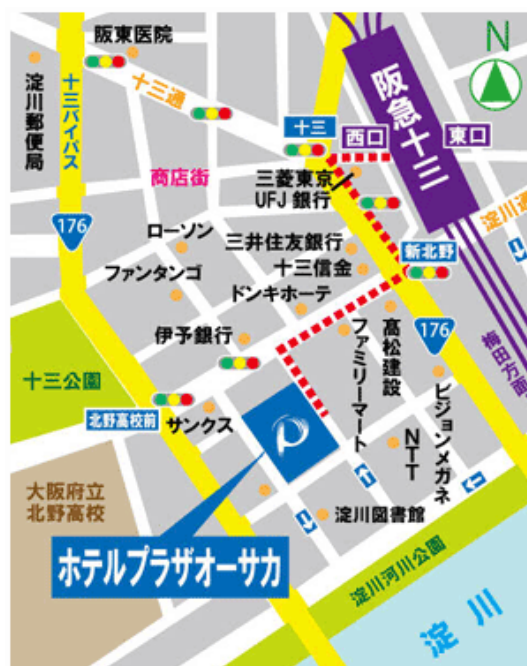 阪東医院
N
淀川郵便局
十三バイパス
十三通
十三
西口
阪急十三
東口
商店街
三菱東京
UFJ銀行
淀川通
176
ローソン
三井住友銀行
新北野
ファンタンゴ
十三信金
ドンキホーテ
伊予銀行
ファミリーマート
髙松建設
176
梅田方面
十三公園
北野高校前
サンクス
P
NTT
ビジョンメガネ
大阪府立
北野高校
淀川図書館
ホテルプラザオーサカ
淀川河川公園
淀川